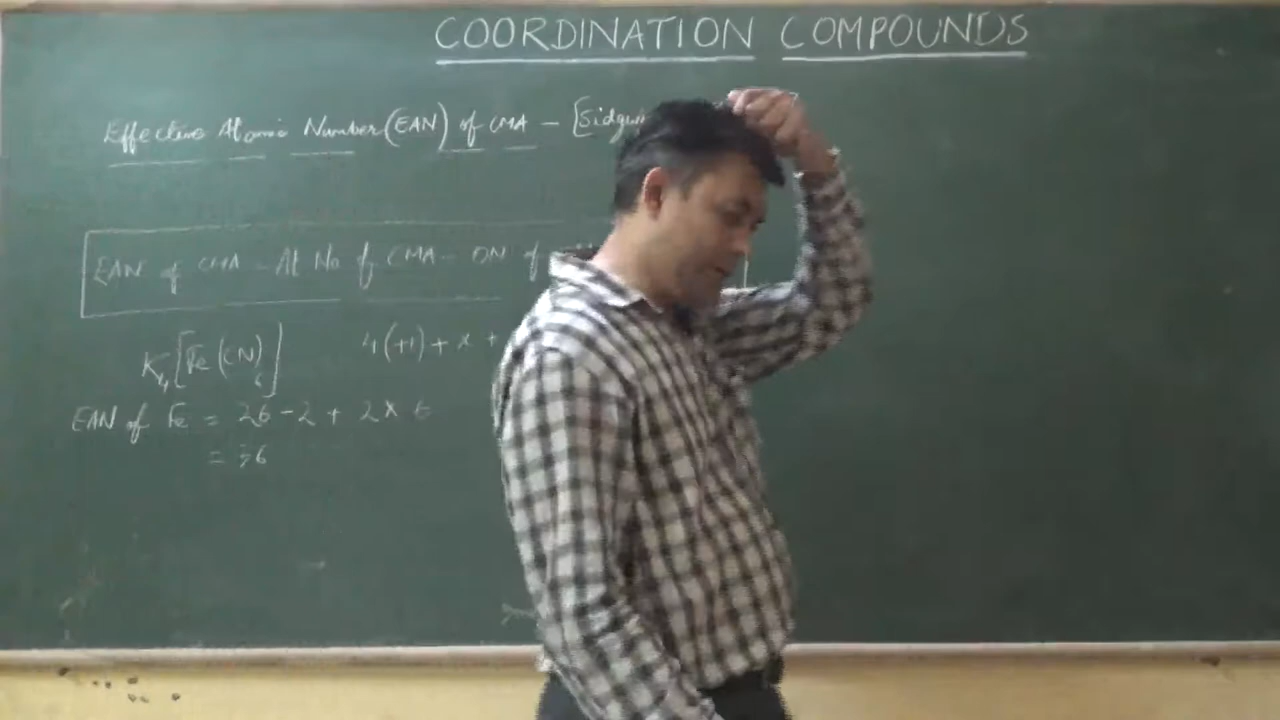 COORDINATION COMPOUNDS
Effective Atomic Number (EAN) of CMA - [Sidgw
EAN of CMA = At No of CMA - ON of
K4[Fe(CN)6] 4(+1) + x +
EAN of Fe = 26 - 2 + 2 x 6
= 36